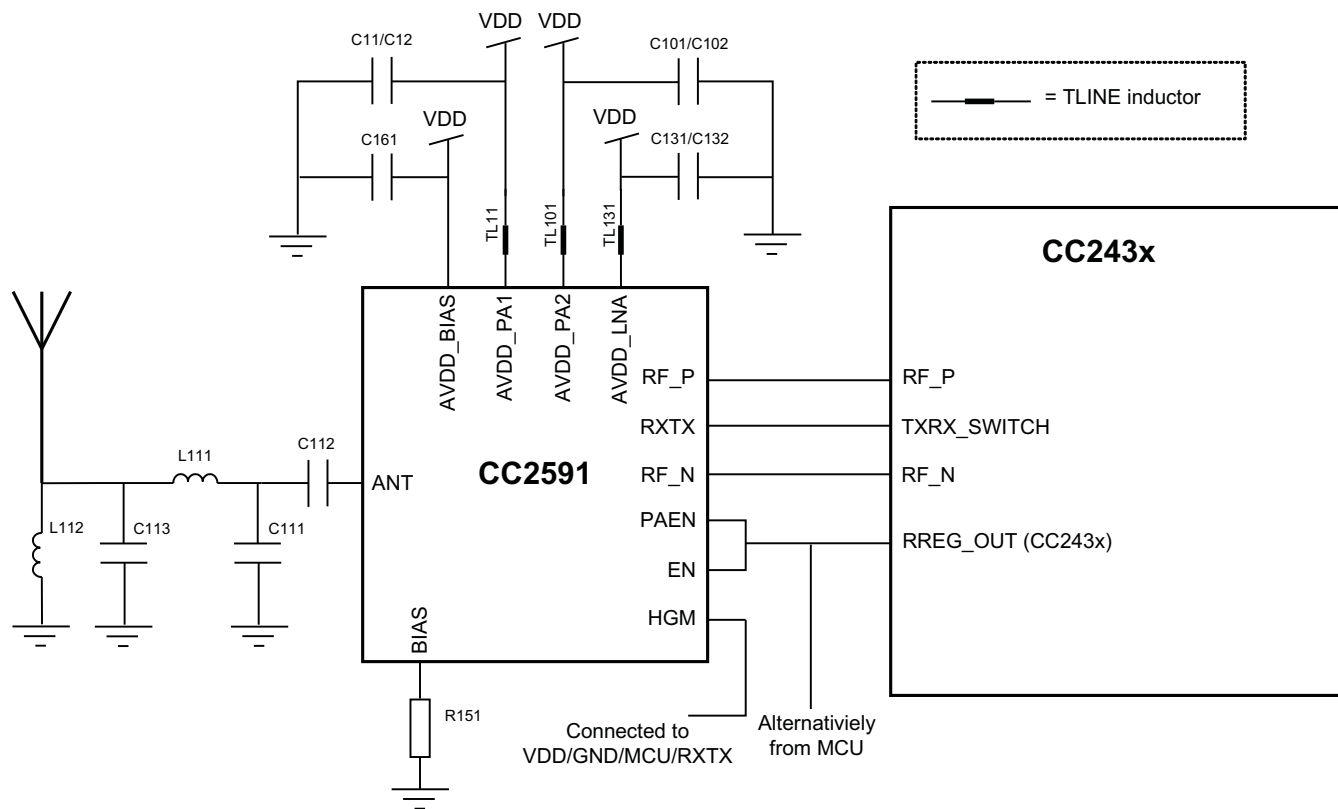 VDD
VDD
C11/C12
C101/C102
= TLINE inductor
VDD
VDD
C161
C131/C132
TL11
TL101
TL131
CC243x
AVDD_BIAS
AVDD_PA1
AVDD_PA2
AVDD_LNA
RF_P
RF_P
RXTX
TXRX_SWITCH
C112
L111
ANT
CC2591
RF_N
RF_N
L112
C113
C111
PAEN
RREG_OUT (CC243x)
EN
BIAS
HGM
R151
Connected to
VDD/GND/MCU/RXTX
Alternativiely
from MCU